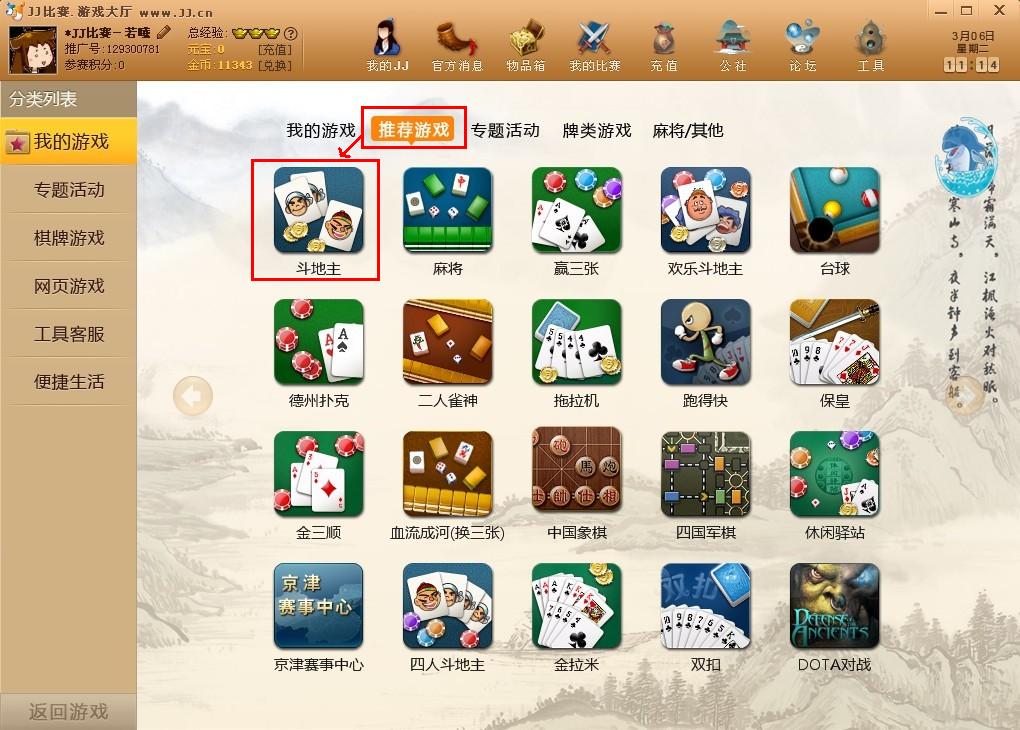 JJ比赛.游戏大厅 www.JJ.cn
*JJ比赛-若曦
推广号:129300781
参赛积分:0
总经验:
元宝:0 [充值]
金币:11343 [兑换]
我的JJ 官方消息 物品箱 我的比赛 充值 公社 论坛 工具
3月06日
星期二
11:14
分类列表
我的游戏
专题活动
棋牌游戏
网页游戏
工具客服
便捷生活
返回游戏
我的游戏 推荐游戏 专题活动 牌类游戏 麻将/其他
斗地主 麻将 赢三张 欢乐斗地主 台球
德州扑克 二人雀神 拖拉机 跑得快 保皇
金三顺 血流成河(换三张) 中国象棋 四国军棋 休闲驿站
京津
赛事中心
双扣
DEFENSE OF THE ANCIENTS
京津赛事中心 四人斗地主 金拉米 双扣 DOTA对战
江枫渔火对愁眠。
夜半钟声到客船。